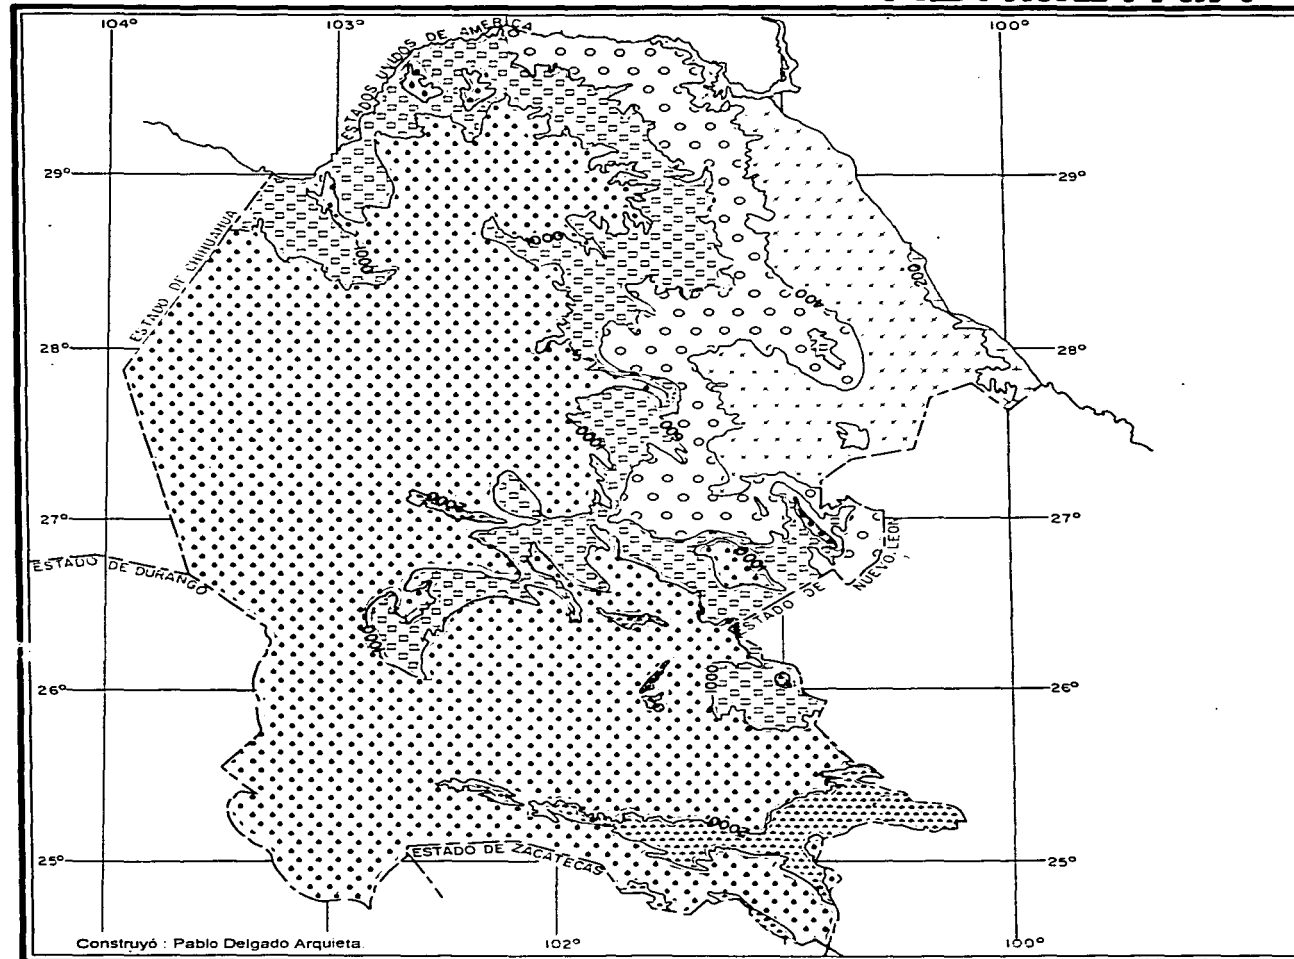 104° 103° 100°
ESTADOS UNIDOS DE AMERICA
29° 29°
ESTADO DE CHIHUAHUA
1000
1000
200
400
28° 28°
1000
600
2000
27° 27°
ESTADO DE DURANGO
ESTADO DE NUEVO LEON
1000
1000
26° 26°
2000
25° 25°
ESTADO DE ZACATECAS
Construyó : Pablo Delgado Arquieta.
102° 100°